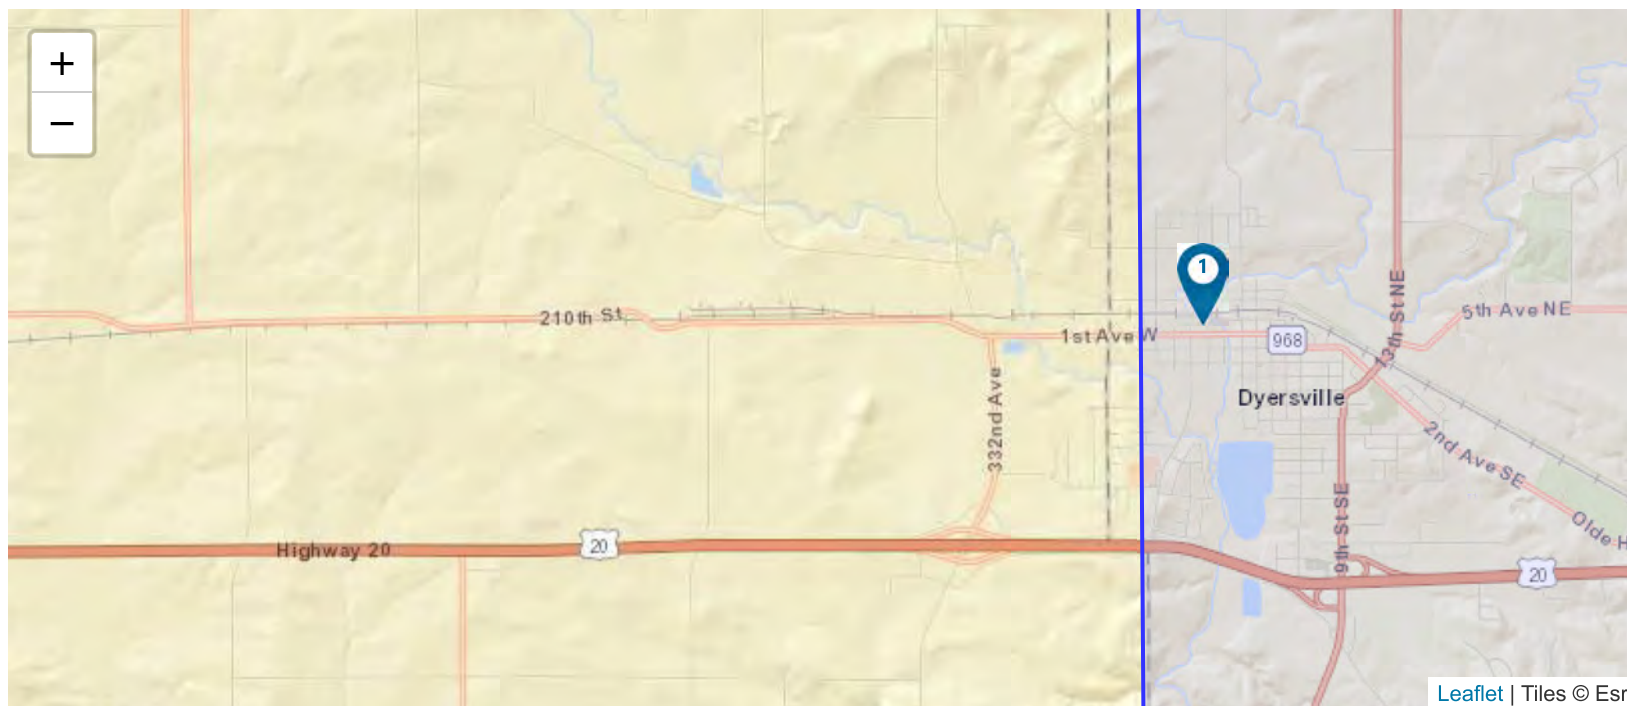 +
−
1
210th St
1st Ave W
968
13th St NE
5th Ave NE
Dyersville
332nd Ave
2nd Ave SE
9th St SE
Olde H
Highway 20
20
20
Leaflet | Tiles © Esr